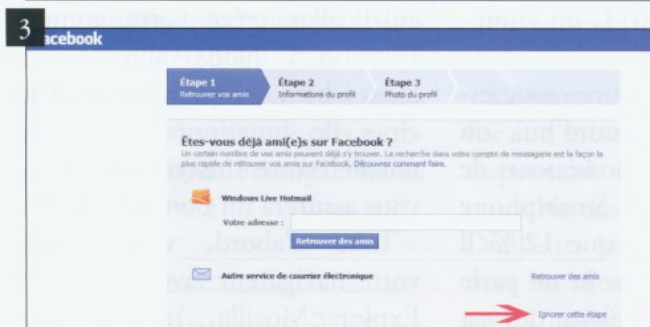 3
acebook
Étape 1
Retrouvez vos amis
Étape 2
Informations du profil
Étape 3
Photo du profil
Êtes-vous déjà ami(e)s sur Facebook ?
Un certain nombre de vos amis peuvent déjà s'y trouver. La recherche dans votre compte de messagerie est la façon la
plus rapide de retrouver vos amis sur Facebook. Découvrez comment faire.
Windows Live Hotmail
Votre adresse :
Retrouver des amis
Autre service de courrier électronique
Retrouver des amis
Ignorer cette étape